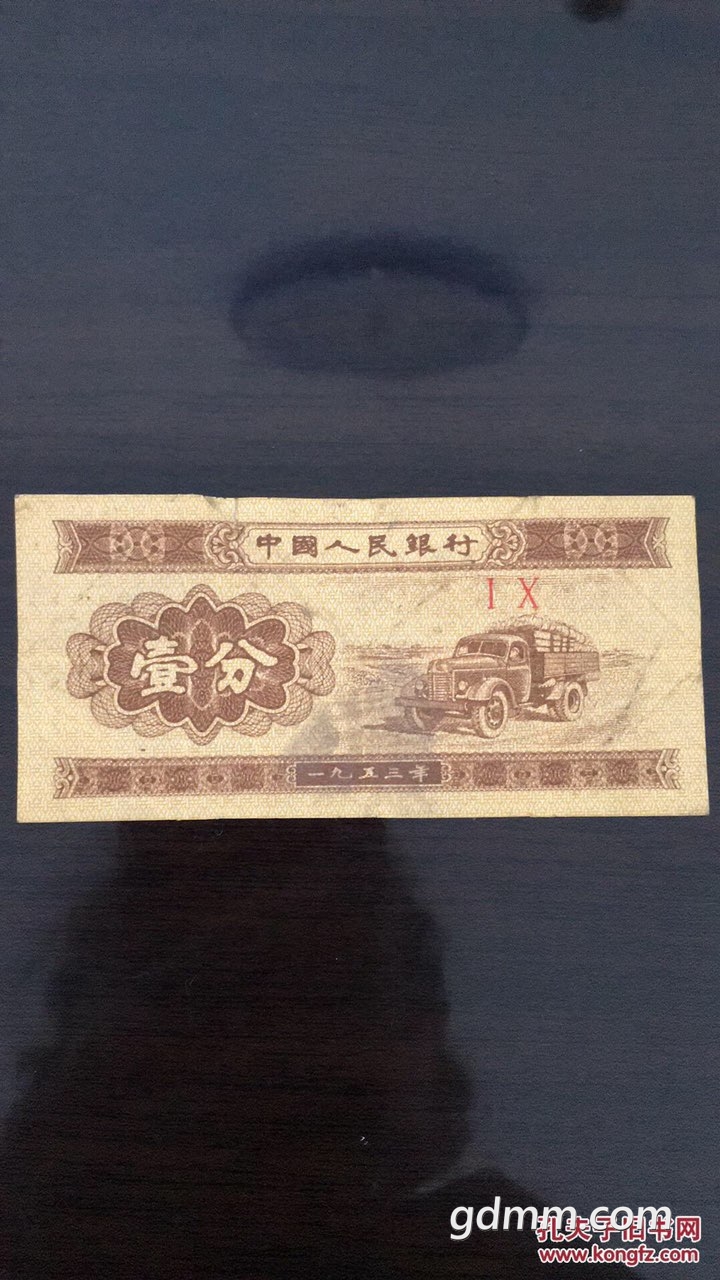 中國人民銀行
I X
壹分
一九五三年
gdmm.com
孔夫子旧书网
www.kongfz.com